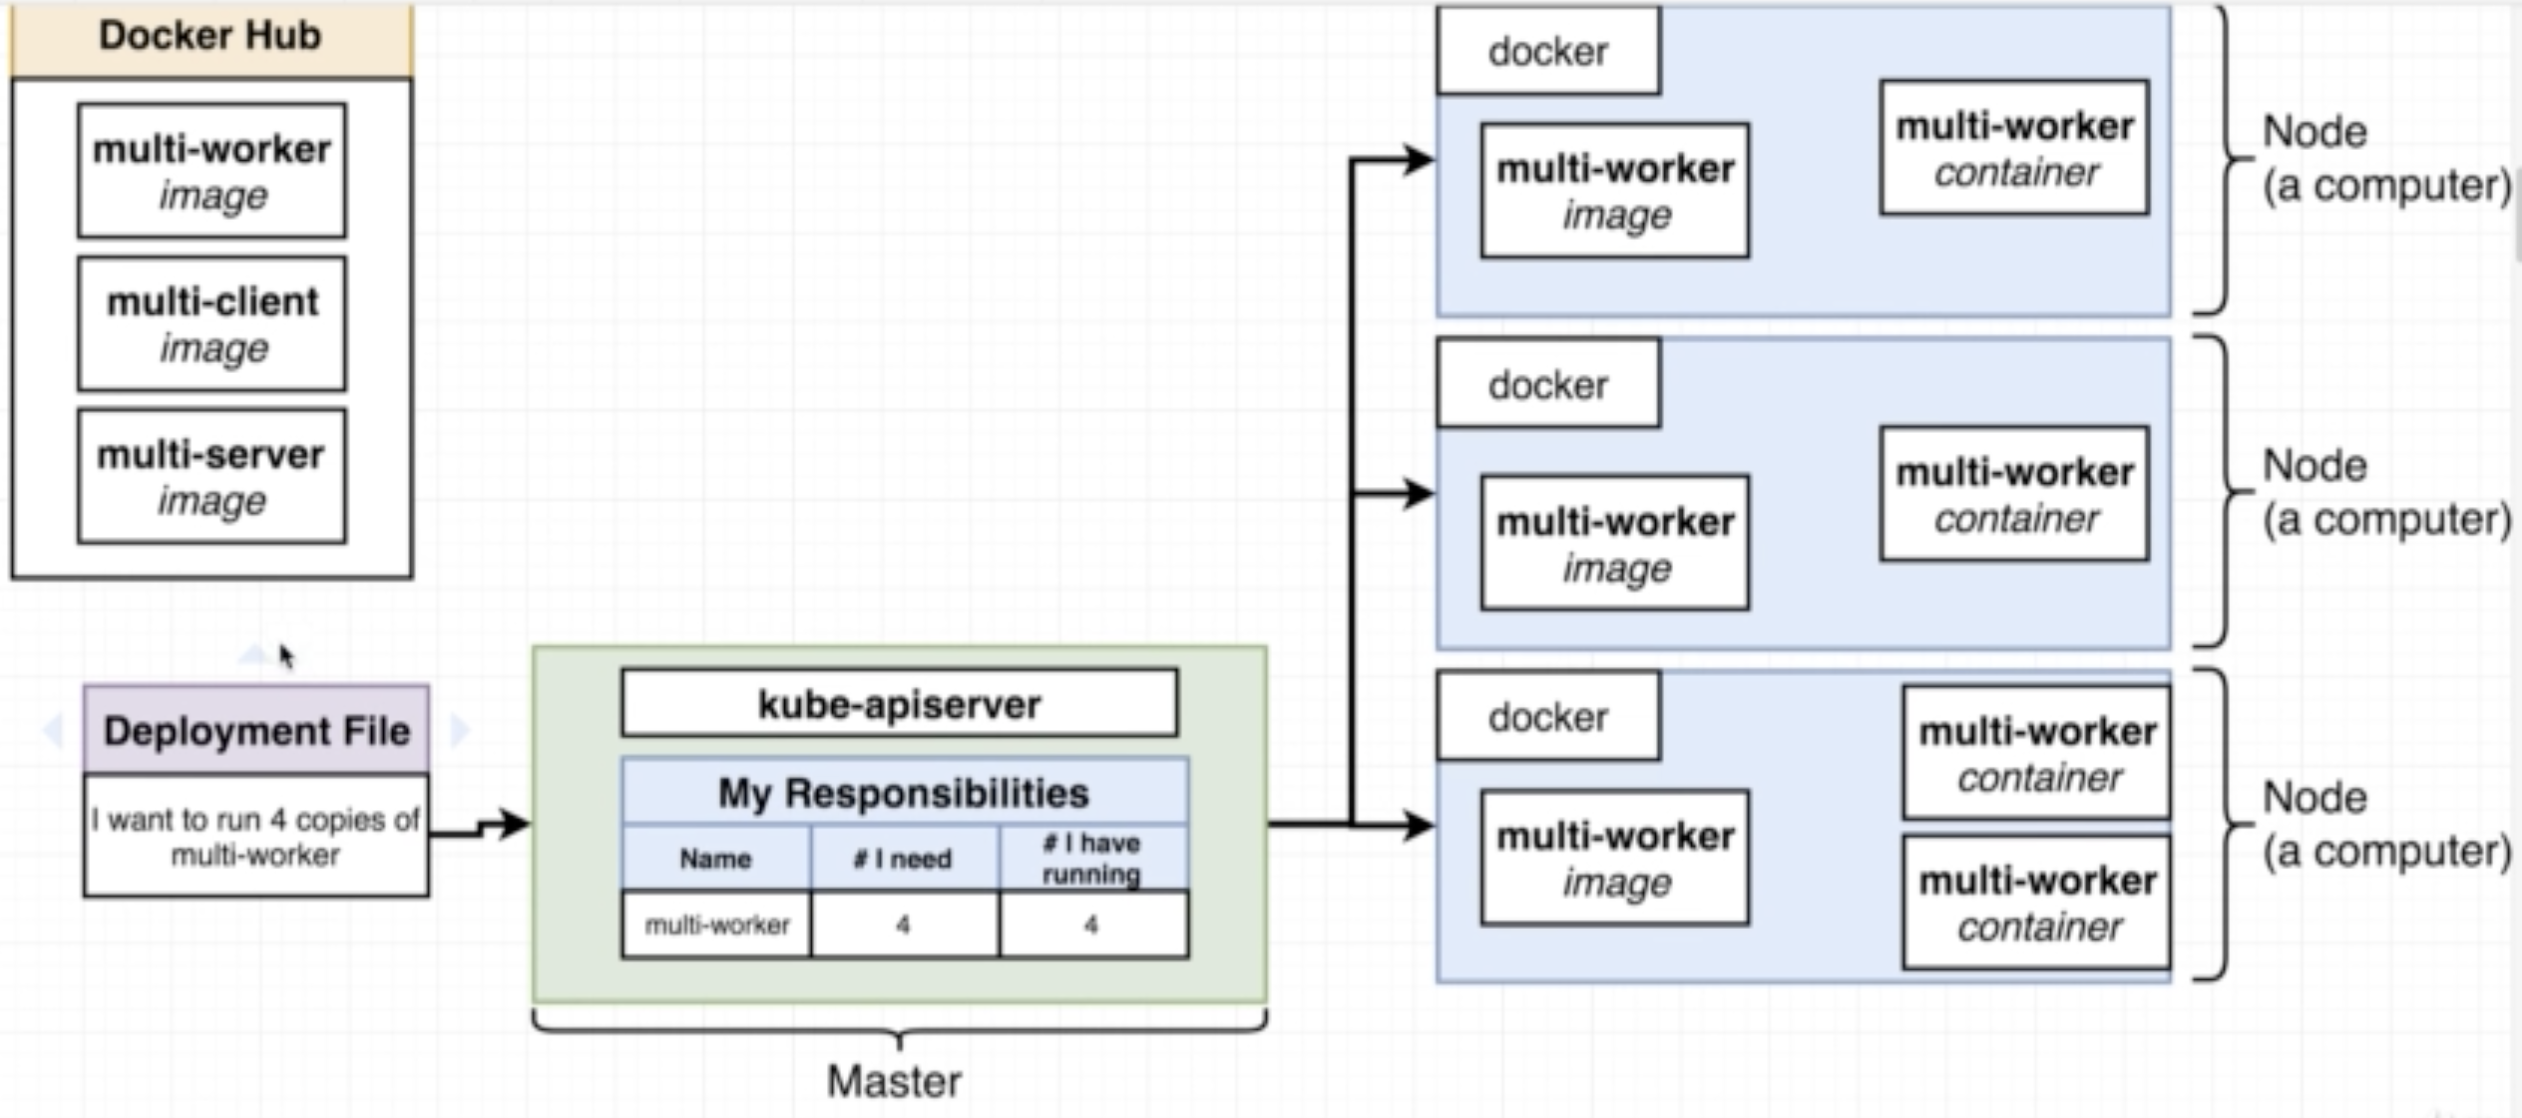 Docker Hub
multi-worker
image
multi-client
image
multi-server
image
Deployment File
I want to run 4 copies of
multi-worker
kube-apiserver
My Responsibilities
Name
# I need
# I have
running
multi-worker
4
4
Master
docker
multi-worker
image
multi-worker
container
Node
(a computer)
docker
multi-worker
image
multi-worker
container
Node
(a computer)
docker
multi-worker
image
multi-worker
container
multi-worker
container
Node
(a computer)